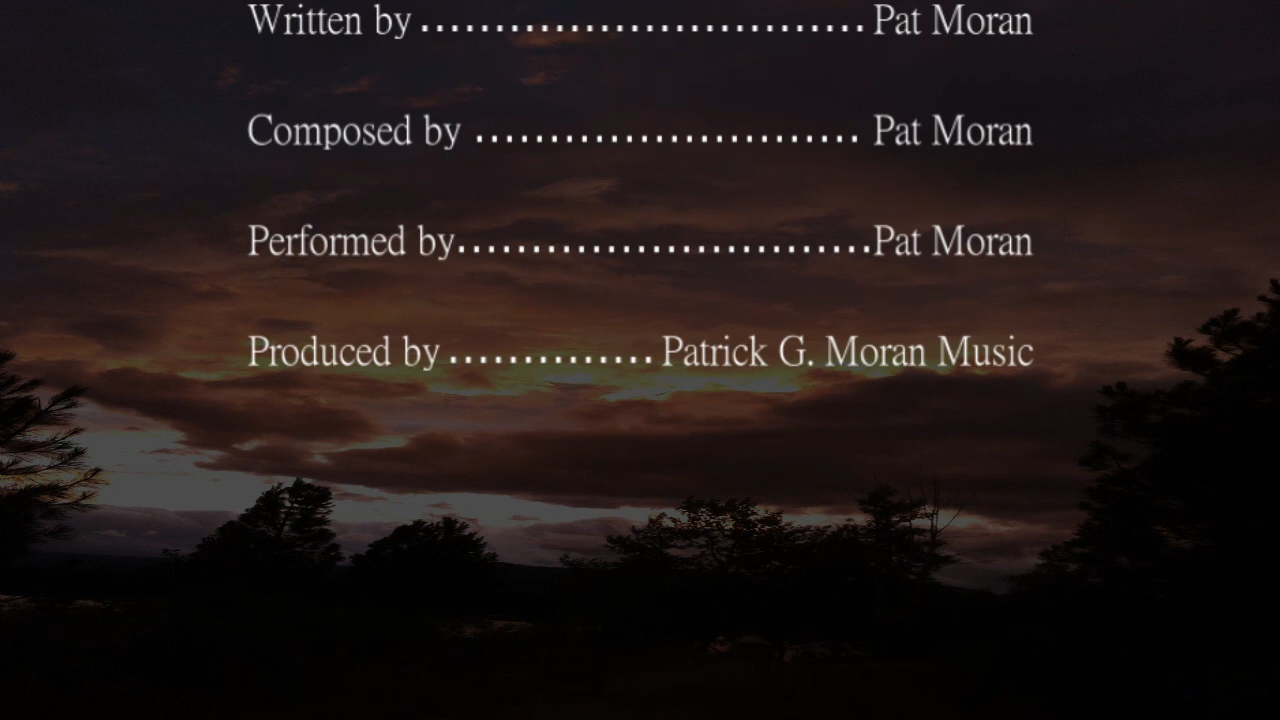 Written by ............................. Pat Moran
Composed by ......................... Pat Moran
Performed by...........................Pat Moran
Produced by .............. Patrick G. Moran Music